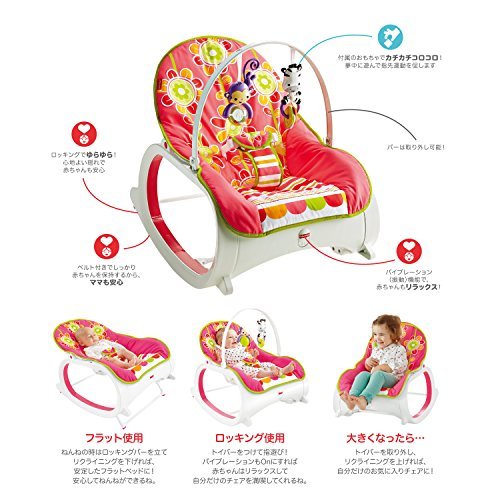 付属のおもちゃでカチカチコロコロ！
夢中に遊んで指先運動を促します
バーは取り外し可能！
ロッキングでゆらゆら！
心地よい揺れで
赤ちゃんも安心
ベルト付きでしっかり
赤ちゃんを保持するから、
ママも安心
バイブレーション
（振動）機能で、
赤ちゃんもリラックス！
フラット使用
ねんねの時はロッキングバーを立て
リクライニングを下げれば、
安定したフラットベッドに！
安心してねんねができるね。
ロッキング使用
トイバーをつけて指遊び！
バイブレーションもOnにすれば
赤ちゃんはリラックスして
自分だけのチェアを満喫してくれるね。
大きくなったら…
トイバーを取り外し、
リクライニングを上げれば、
自分だけのお気に入りチェアに！